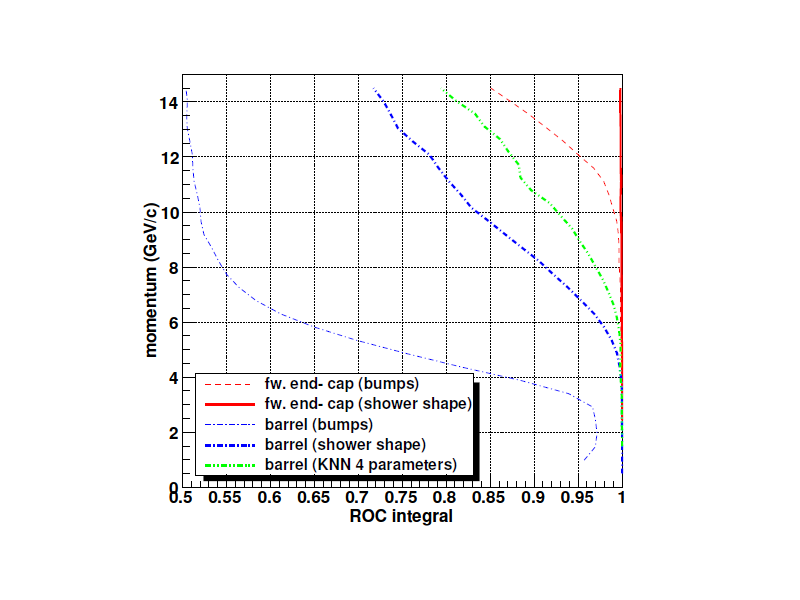 14
12
10
8
6
4
2
0
momentum (GeV/c)
fw. end- cap (bumps)
fw. end- cap (shower shape)
barrel (bumps)
barrel (shower shape)
barrel (KNN 4 parameters)
0.5 0.55 0.6 0.65 0.7 0.75 0.8 0.85 0.9 0.95 1
ROC integral